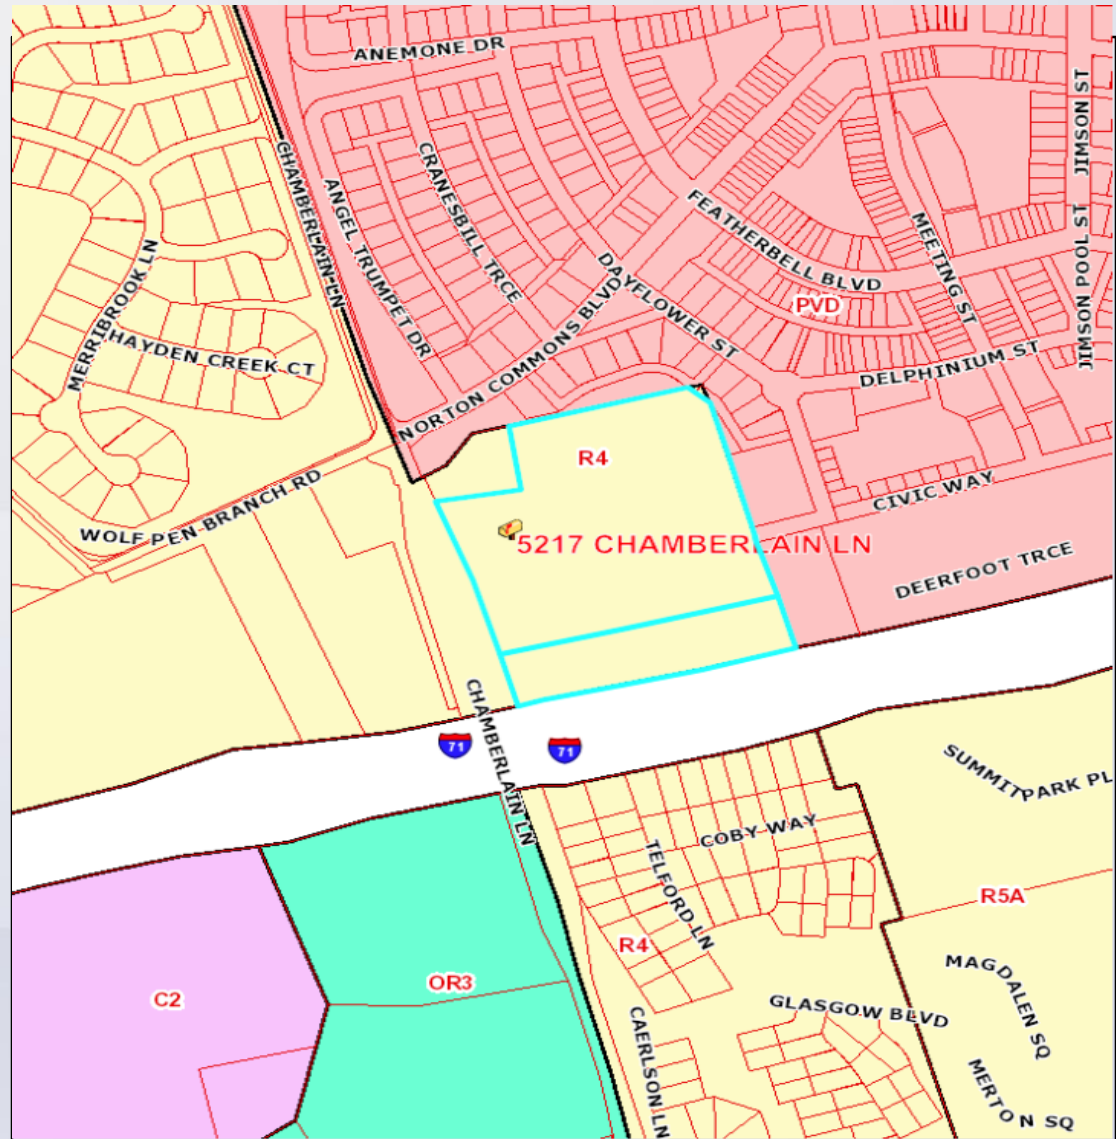 ANEMONE DR
JIMSON ST
CHAMBERLAIN LN
CRANESBILL TRCE
ANGEL TRUMPET DR
FEATHERBELL BLVD
MEETING ST
JIMSON POOL ST
MERRIBROOK LN
DAYFLOWER ST
PVD
HAYDEN CREEK CT
NORTON COMMONS BLVD
DELPHINIUM ST
R4
CIVIC WAY
WOLF PEN BRANCH RD
5217 CHAMBERLAIN LN
DEERFOOT TRCE
CHAMBERLAIN LN
71
71
SUMMIT PARK PL
COBY WAY
TELFORD LN
R5A
R4
MAGDALEN SQ
OR3
C2
GLASGOW BLVD
CAERLSON LN
MERTON SQ